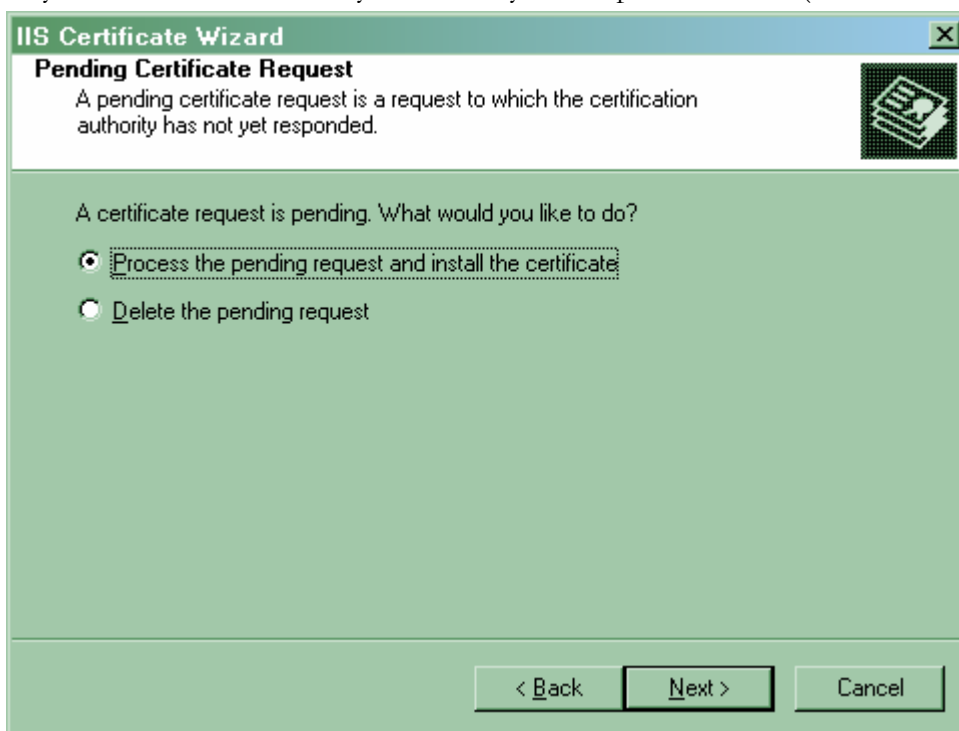 IIS Certificate Wizard
Pending Certificate Request
A pending certificate request is a request to which the certification
authority has not yet responded.
A certificate request is pending. What would you like to do?
Process the pending request and install the certificate
Delete the pending request
< Back Next > Cancel